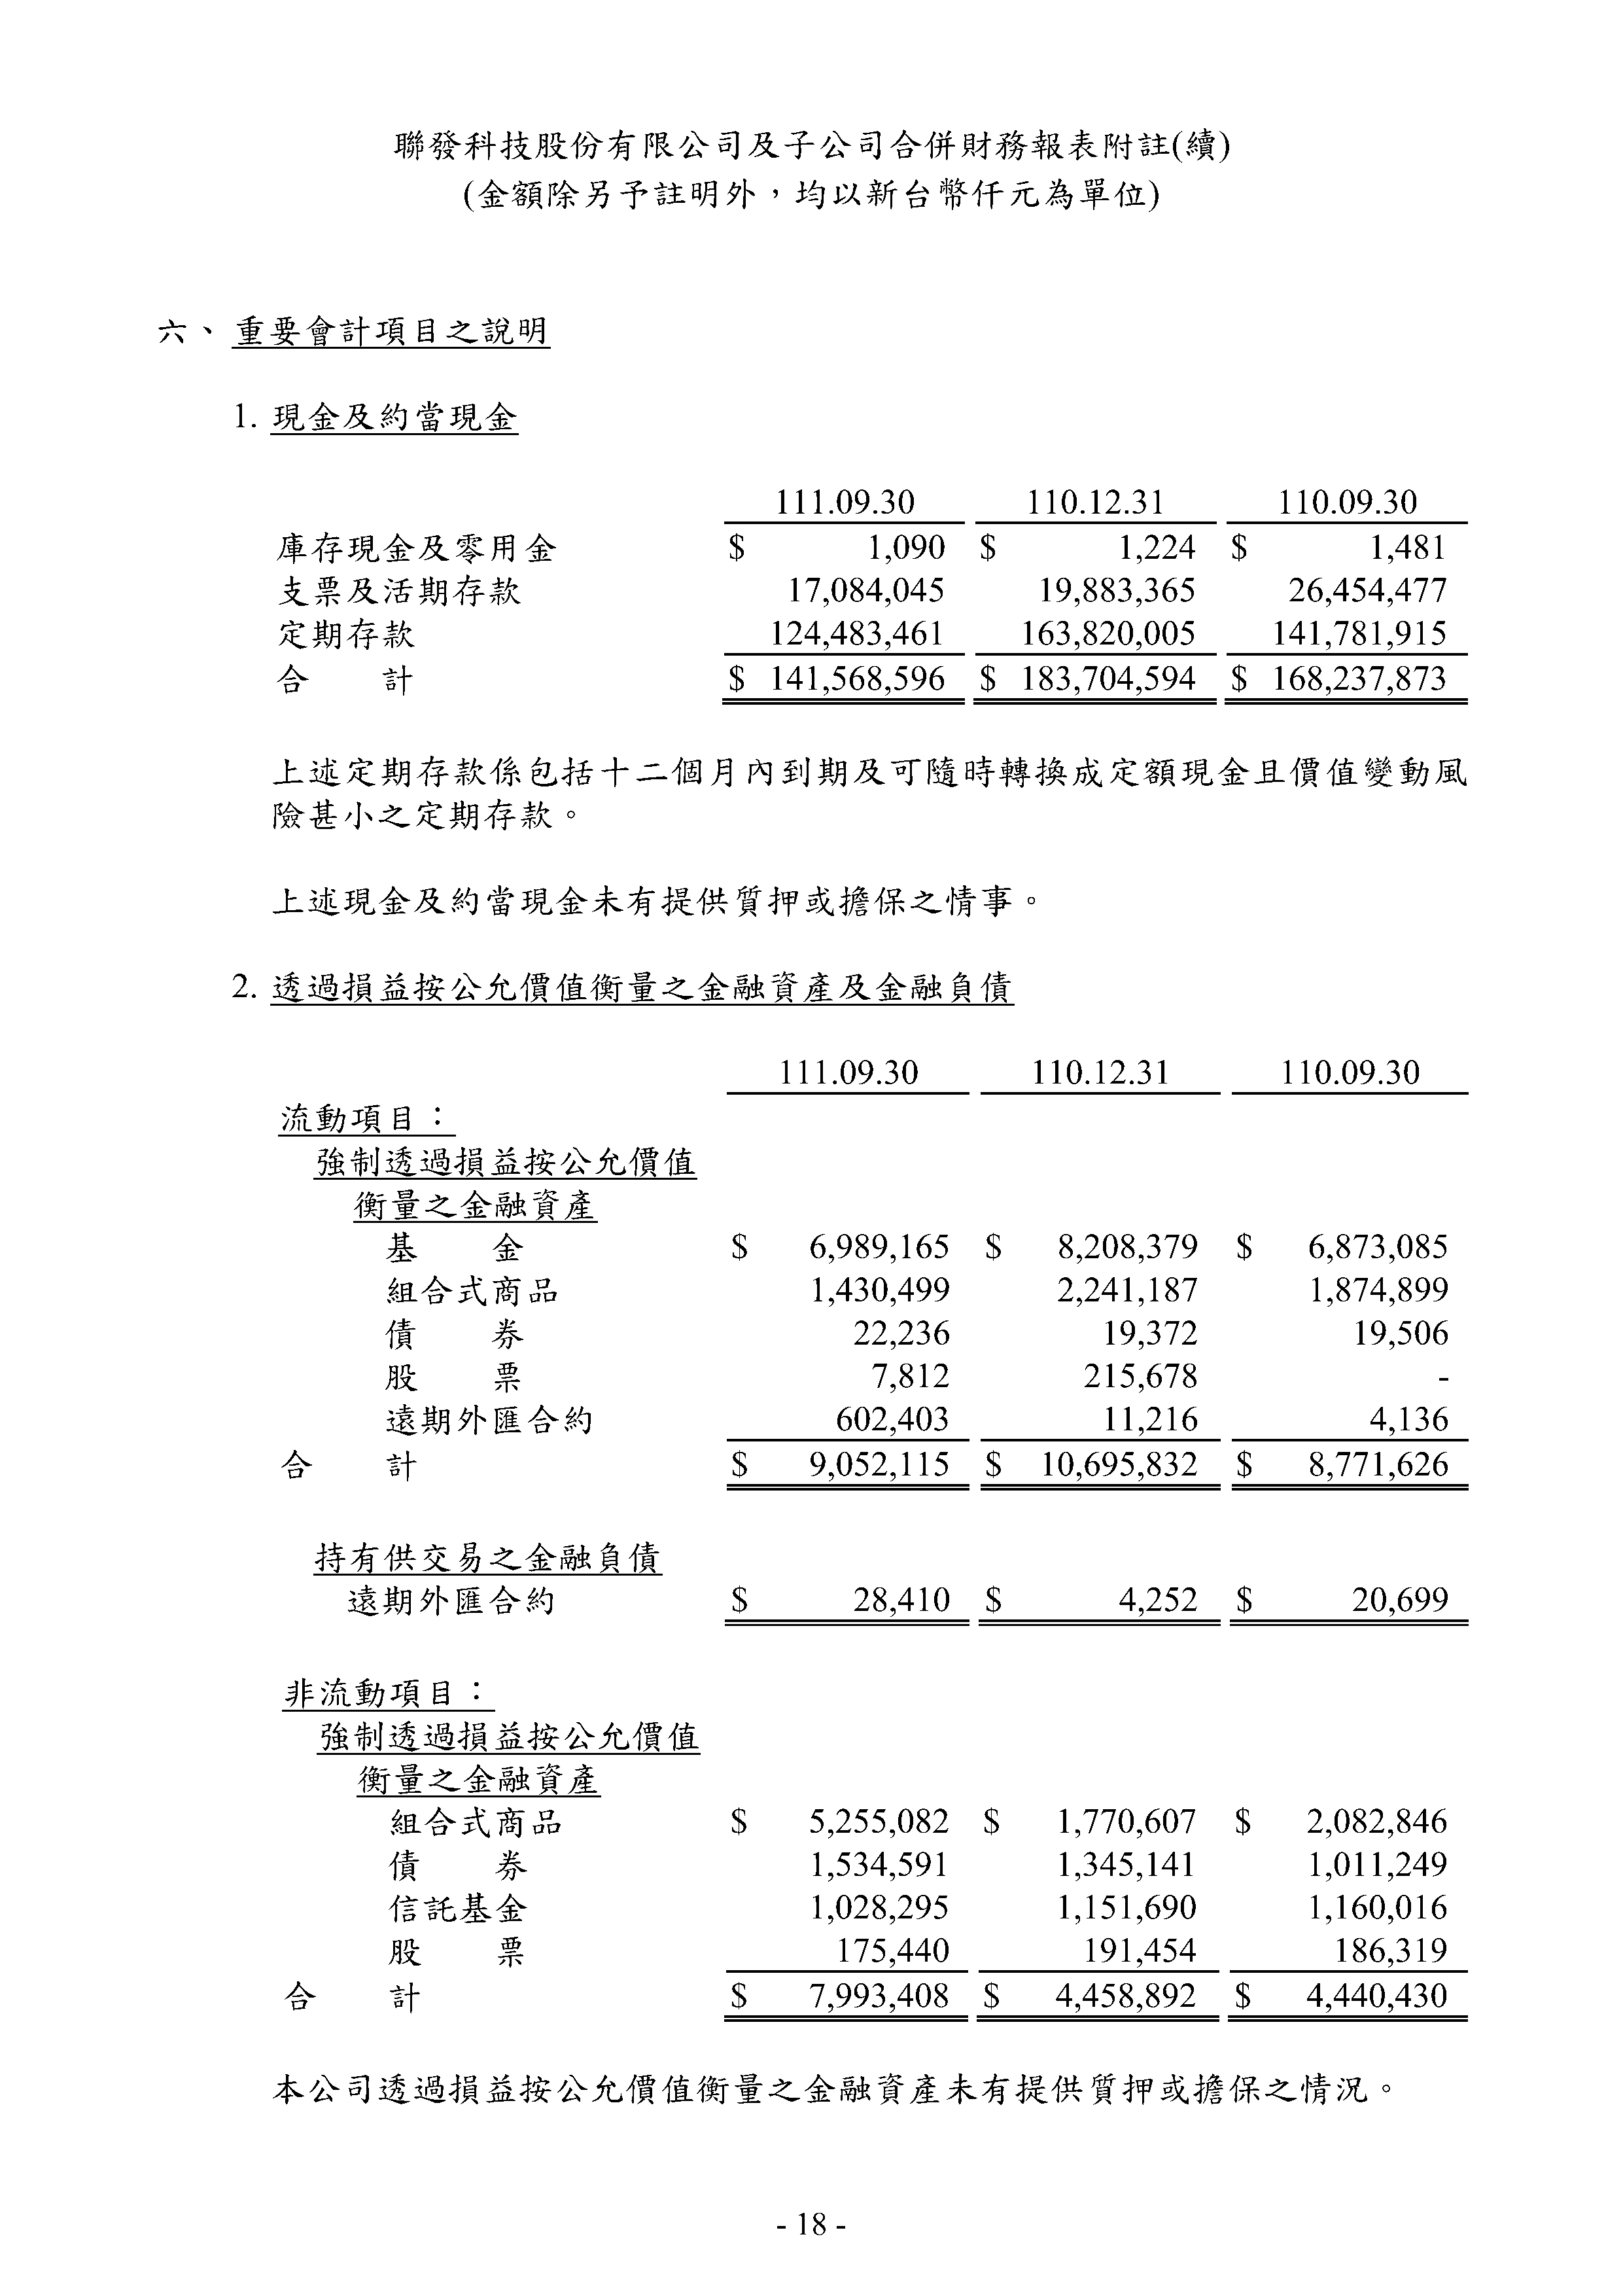 聯發科技股份有限公司及子公司合併財務報表附註(續)
(金額除另予註明外，均以新台幣仟元為單位)
六、重要會計項目之說明
1. 現金及約當現金
111.09.30 110.12.31 110.09.30
庫存現金及零用金 $ 1,090 $ 1,224 $ 1,481
支票及活期存款 17,084,045 19,883,365 26,454,477
定期存款 124,483,461 163,820,005 141,781,915
合 計 $ 141,568,596 $ 183,704,594 $ 168,237,873
上述定期存款係包括十二個月內到期及可隨時轉換成定額現金且價值變動風
險甚小之定期存款。
上述現金及約當現金未有提供質押或擔保之情事。
2. 透過損益按公允價值衡量之金融資產及金融負債
111.09.30 110.12.31 110.09.30
流動項目：
強制透過損益按公允價值
衡量之金融資產
基 金 $ 6,989,165 $ 8,208,379 $ 6,873,085
組合式商品 1,430,499 2,241,187 1,874,899
債 券 22,236 19,372 19,506
股 票 7,812 215,678 -
遠期外匯合約 602,403 11,216 4,136
合 計 $ 9,052,115 $ 10,695,832 $ 8,771,626
持有供交易之金融負債
遠期外匯合約 $ 28,410 $ 4,252 $ 20,699
非流動項目：
強制透過損益按公允價值
衡量之金融資產
組合式商品 $ 5,255,082 $ 1,770,607 $ 2,082,846
債 券 1,534,591 1,345,141 1,011,249
信託基金 1,028,295 1,151,690 1,160,016
股 票 175,440 191,454 186,319
合 計 $ 7,993,408 $ 4,458,892 $ 4,440,430
本公司透過損益按公允價值衡量之金融資產未有提供質押或擔保之情況。
- 18 -